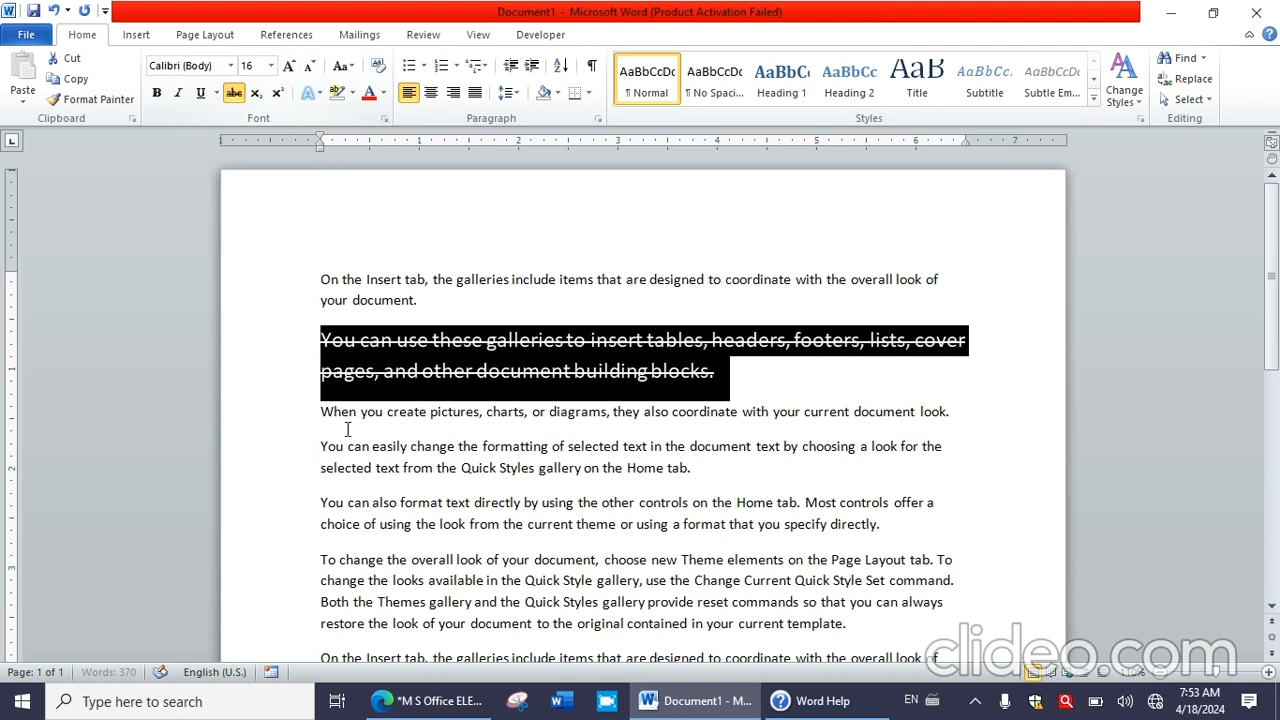 Document1 - Microsoft Word (Product Activation Failed)
File Home Insert Page Layout References Mailings Review View Developer
Cut
Copy
Format Painter
Paste
Clipboard
Calibri (Body) 16
Font
Paragraph
AaBbCcDc AaBbCcDc AaBbC AaBbCc AaB AaBbCcD AaBbCcDc
¶ Normal ¶ No Spaci... Heading 1 Heading 2 Title Subtitle Subtle Em...
Change Styles
Styles
Find
Replace
Select
Editing
On the Insert tab, the galleries include items that are designed to coordinate with the overall look of
your document.
You can use these galleries to insert tables, headers, footers, lists, cover
pages, and other document building blocks.
When you create pictures, charts, or diagrams, they also coordinate with your current document look.
You can easily change the formatting of selected text in the document text by choosing a look for the
selected text from the Quick Styles gallery on the Home tab.
You can also format text directly by using the other controls on the Home tab. Most controls offer a
choice of using the look from the current theme or using a format that you specify directly.
To change the overall look of your document, choose new Theme elements on the Page Layout tab. To
change the looks available in the Quick Style gallery, use the Change Current Quick Style Set command.
Both the Themes gallery and the Quick Styles gallery provide reset commands so that you can always
restore the look of your document to the original contained in your current template.
On the Insert tab, the galleries include items that are designed to coordinate with the overall look of
clideo.com
Page: 1 of 1 Words: 370 English (U.S.)
Type here to search
*M S Office ELE...
Document1 - M...
Word Help
EN
7:53 AM
4/18/2024